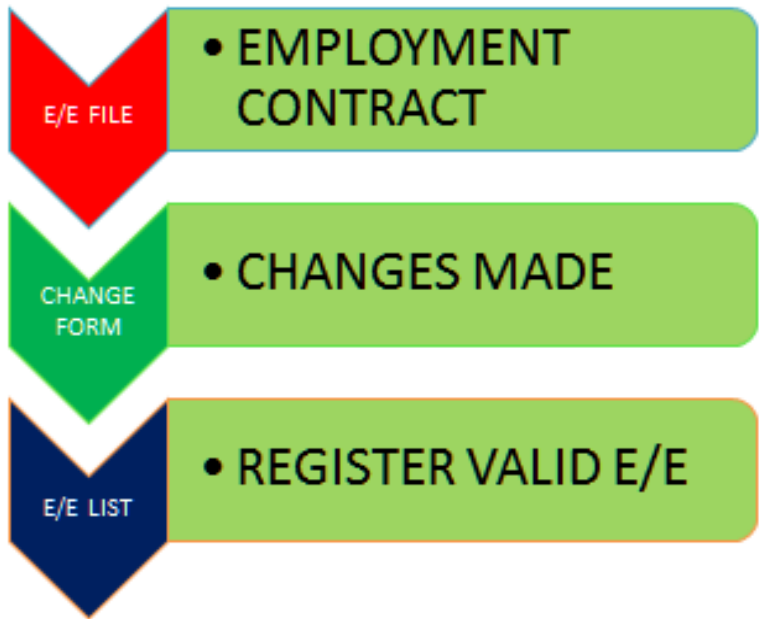 E/E FILE
• EMPLOYMENT
CONTRACT
CHANGE
FORM
• CHANGES MADE
E/E LIST
• REGISTER VALID E/E